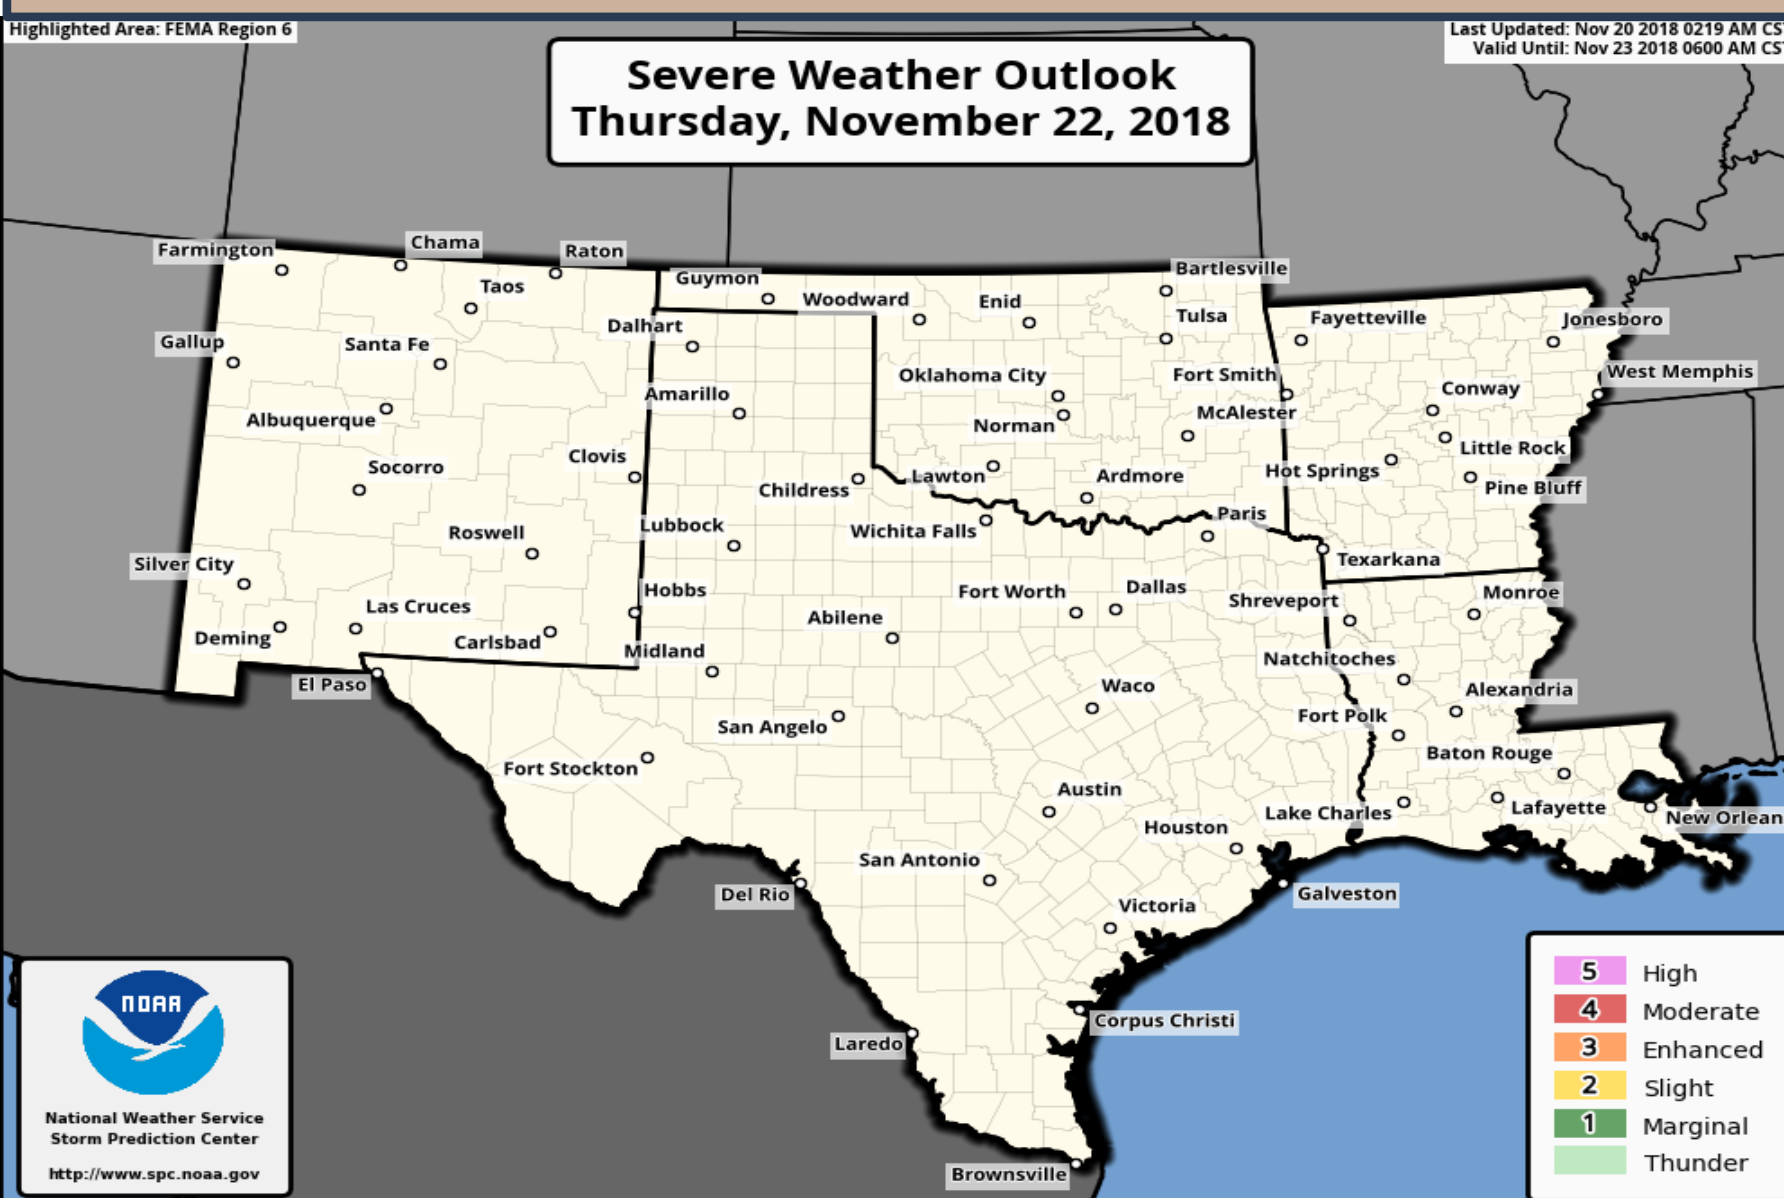 Highlighted Area: FEMA Region 6
Last Updated: Nov 20 2018 0219 AM CST
Valid Until: Nov 23 2018 0600 AM CST
Severe Weather Outlook
Thursday, November 22, 2018
Farmington
Chama
Raton
Taos
Guymon
Woodward
Enid
Bartlesville
Tulsa
Gallup
Santa Fe
Dalhart
Fayetteville
Jonesboro
Albuquerque
Amarillo
Oklahoma City
Fort Smith
West Memphis
Conway
Norman
McAlester
Socorro
Clovis
Childress
Lawton
Ardmore
Hot Springs
Little Rock
Pine Bluff
Roswell
Lubbock
Wichita Falls
Paris
Silver City
Texarkana
Las Cruces
Hobbs
Fort Worth
Dallas
Shreveport
Monroe
Deming
Carlsbad
Midland
Abilene
Natchitoches
El Paso
San Angelo
Waco
Alexandria
Fort Polk
Fort Stockton
Baton Rouge
Austin
Lake Charles
Lafayette
New Orlean
Houston
San Antonio
Del Rio
Victoria
Galveston
Corpus Christi
Laredo
Brownsville
NOAA
National Weather Service
Storm Prediction Center
http://www.spc.noaa.gov
5 High
4 Moderate
3 Enhanced
2 Slight
1 Marginal
Thunder